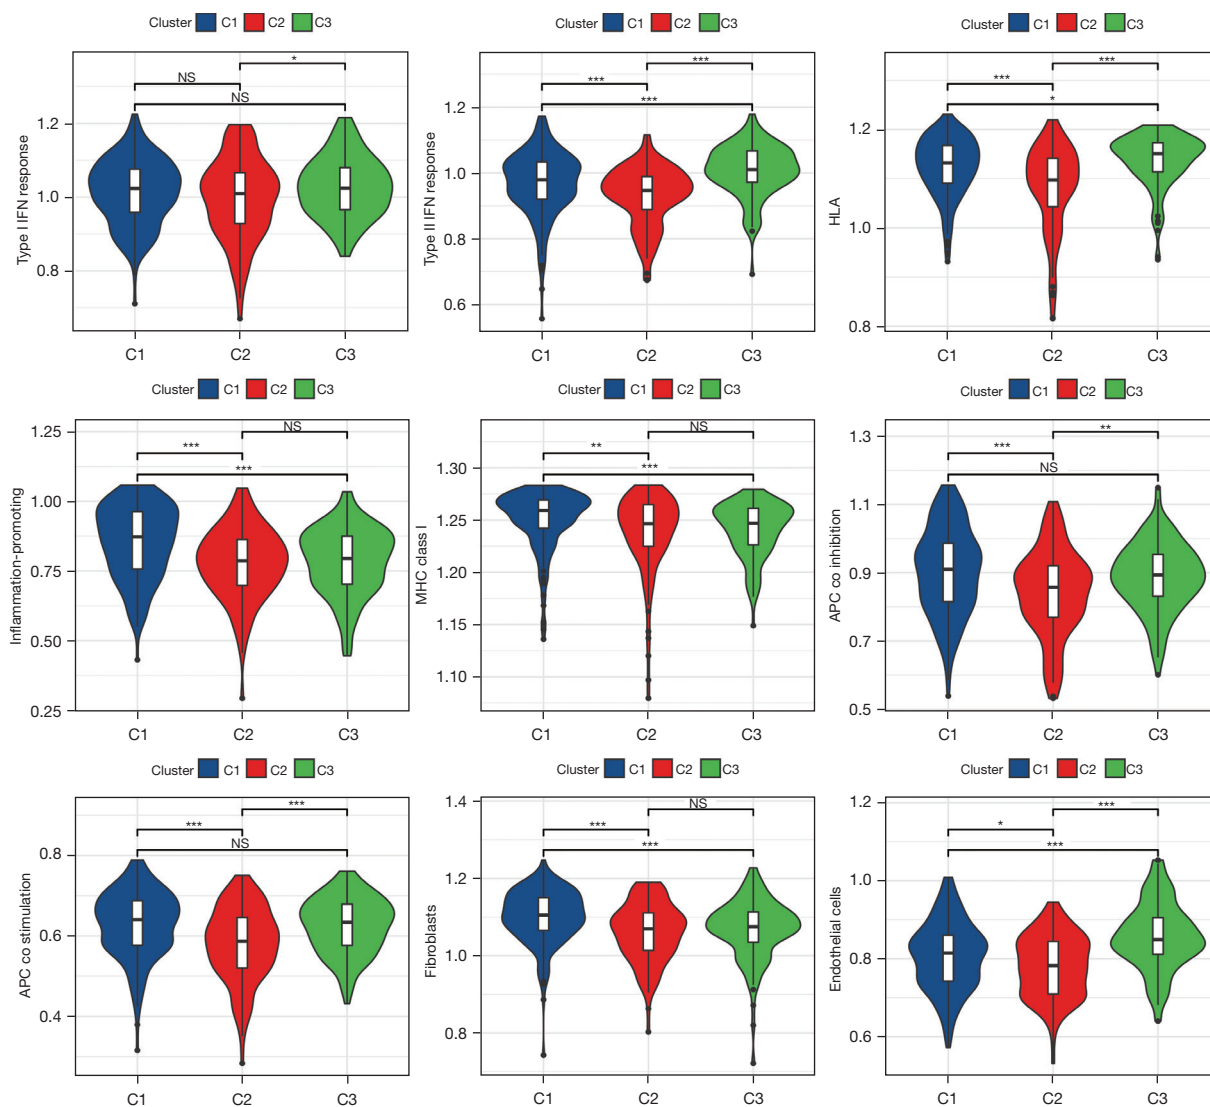 Cluster C1 C2 C3
Type I IFN response
1.2
1.0
0.8
NS
*
NS
C1 C2 C3
Cluster C1 C2 C3
Type II IFN response
1.2
1.0
0.8
0.6
***
***
***
C1 C2 C3
Cluster C1 C2 C3
HLA
1.2
1.0
0.8
***
***
*
C1 C2 C3
Cluster C1 C2 C3
Inflammation-promoting
1.25
1.00
0.75
0.50
0.25
NS
***
***
C1 C2 C3
Cluster C1 C2 C3
MHC class I
1.30
1.25
1.20
1.15
1.10
NS
**
***
C1 C2 C3
Cluster C1 C2 C3
APC co inhibition
1.3
1.1
0.9
0.7
0.5
**
***
NS
C1 C2 C3
Cluster C1 C2 C3
APC co stimulation
0.8
0.6
0.4
***
***
NS
C1 C2 C3
Cluster C1 C2 C3
Fibroblasts
1.4
1.2
1.0
0.8
NS
***
***
C1 C2 C3
Cluster C1 C2 C3
Endothelial cells
1.2
1.0
0.8
0.6
***
*
***
C1 C2 C3